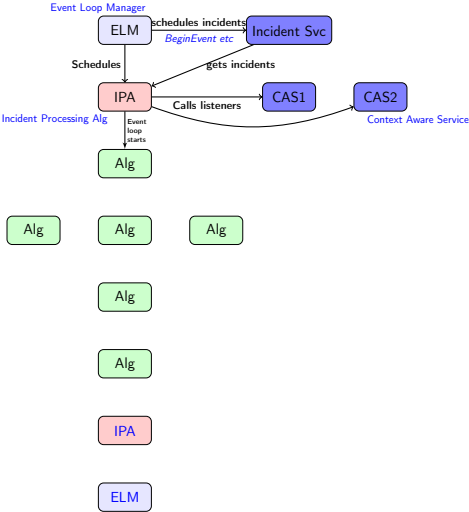 Event Loop Manager
ELM
schedules incidents
BeginEvent etc
Incident Svc
Schedules
gets incidents
IPA
Calls listeners
CAS1
CAS2
Incident Processing Alg
Context Aware Service
Event
loop
starts
Alg
Alg
Alg
Alg
Alg
Alg
IPA
ELM